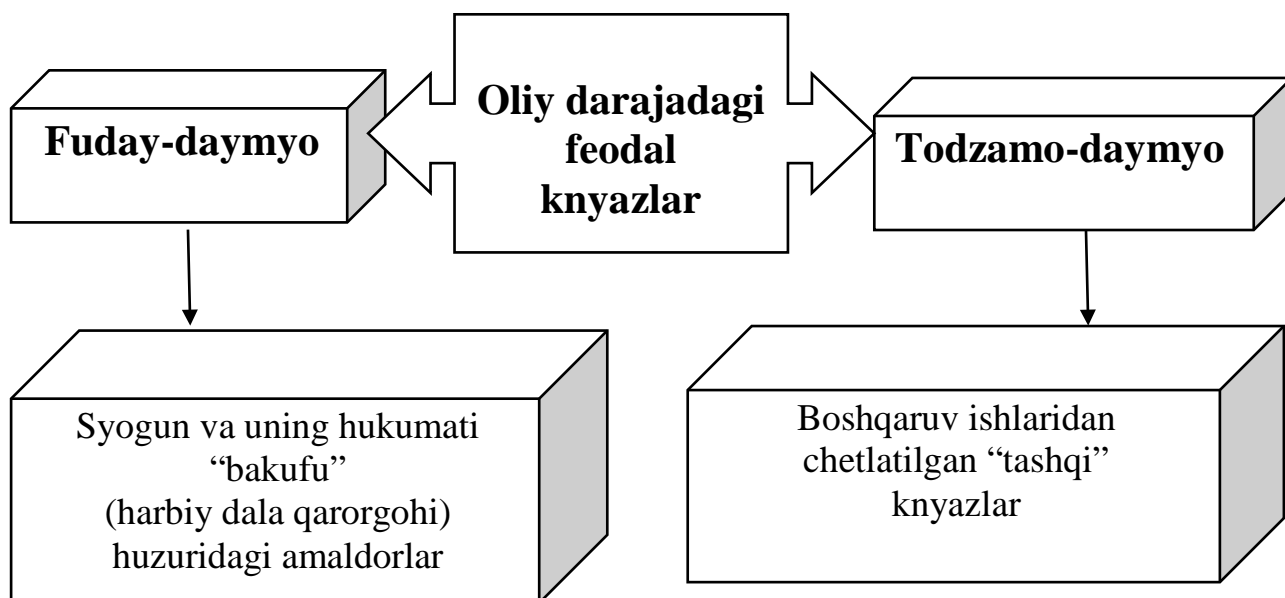 Oliy darajadagi
feodal
knyazlar
Fuday-daymyo
Todzamo-daymyo
Syogun va uning hukumati
“bakufu”
(harbiy dala qarorgohi)
huzuridagi amaldorlar
Boshqaruv ishlaridan
chetlatilgan “tashqi”
knyazlar